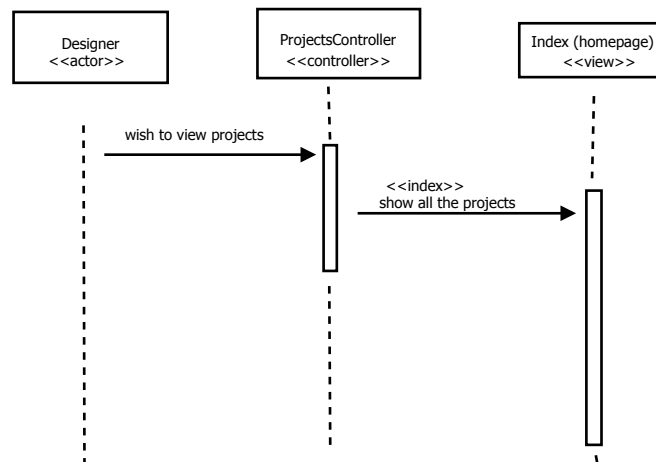 Designer
<<actor>>
ProjectsController
<<controller>>
Index (homepage)
<<view>>
wish to view projects
<<index>>
show all the projects